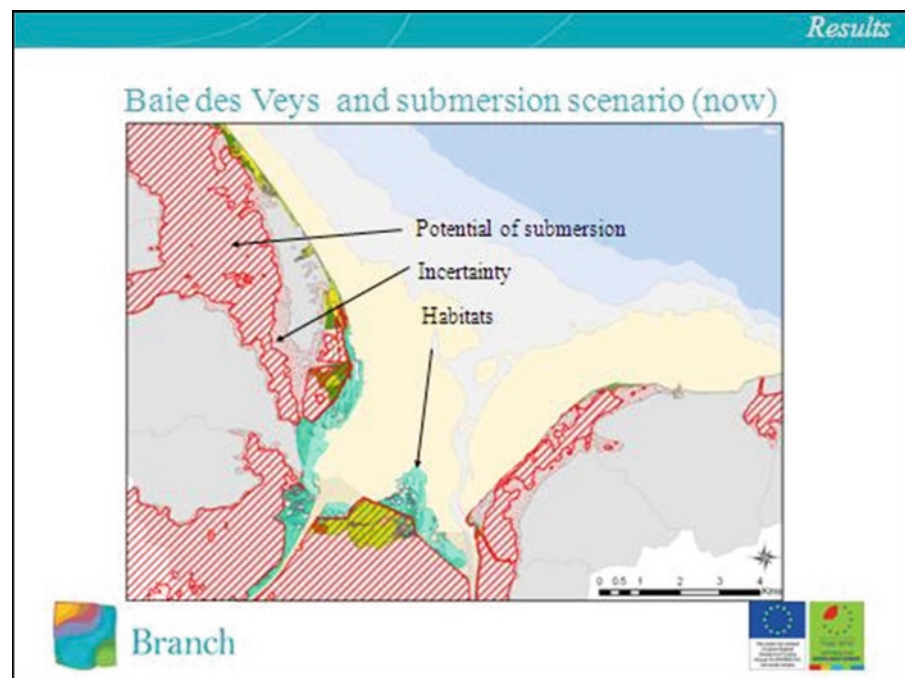 Results
Baie des Veys and submersion scenario (now)
Potential of submersion
Incertainty
Habitats
0 0.5 1 2 3 4
Kms
Branch